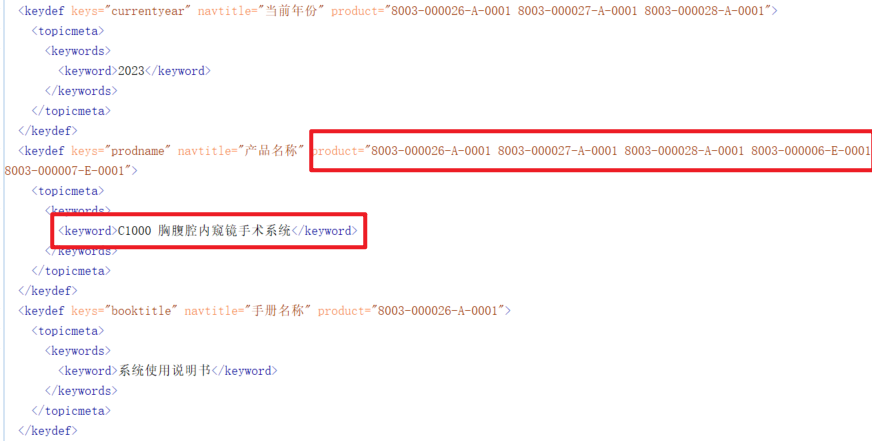 <keydef keys="currentyear" navtitle="当前年份" product="8003-000026-A-0001 8003-000027-A-0001 8003-000028-A-0001">
<topicmeta>
<keywords>
<keyword>2023</keyword>
</keywords>
</topicmeta>
</keydef>
<keydef keys="prodname" navtitle="产品名称" product="8003-000026-A-0001 8003-000027-A-0001 8003-000028-A-0001 8003-000006-E-0001
8003-000007-E-0001">
<topicmeta>
<keywords>
<keyword>C1000 胸腹腔内窥镜手术系统</keyword>
</keywords>
</topicmeta>
</keydef>
<keydef keys="booktitle" navtitle="手册名称" product="8003-000026-A-0001">
<topicmeta>
<keywords>
<keyword>系统使用说明书</keyword>
</keywords>
</topicmeta>
</keydef>